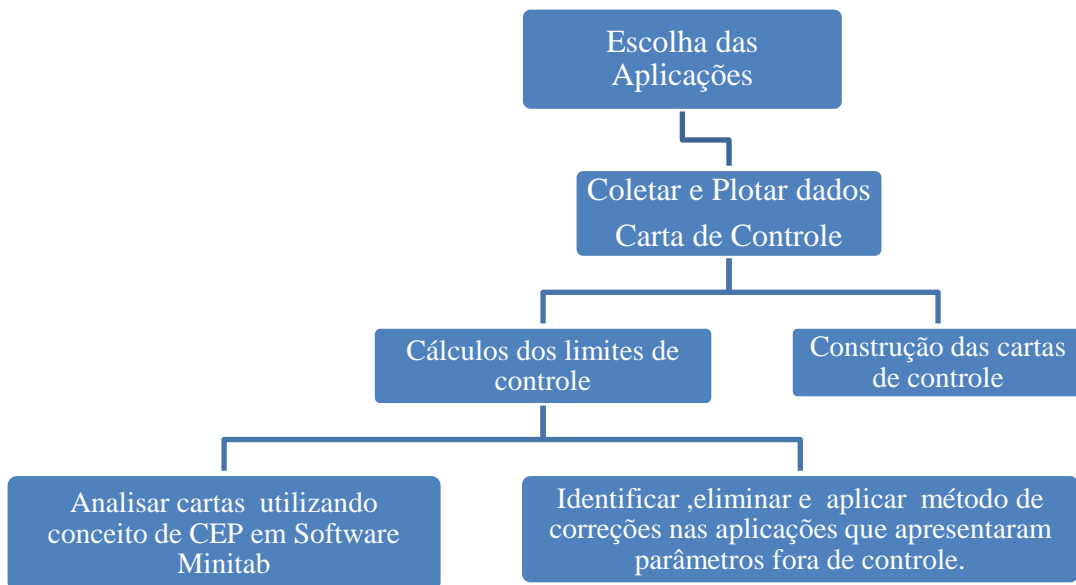 Escolha das
Aplicações
Coletar e Plotar dados
Carta de Controle
Cálculos dos limites de
controle
Construção das cartas
de controle
Analisar cartas utilizando
conceito de CEP em Software
Minitab
Identificar ,eliminar e aplicar método de
correções nas aplicações que apresentaram
parâmetros fora de controle.